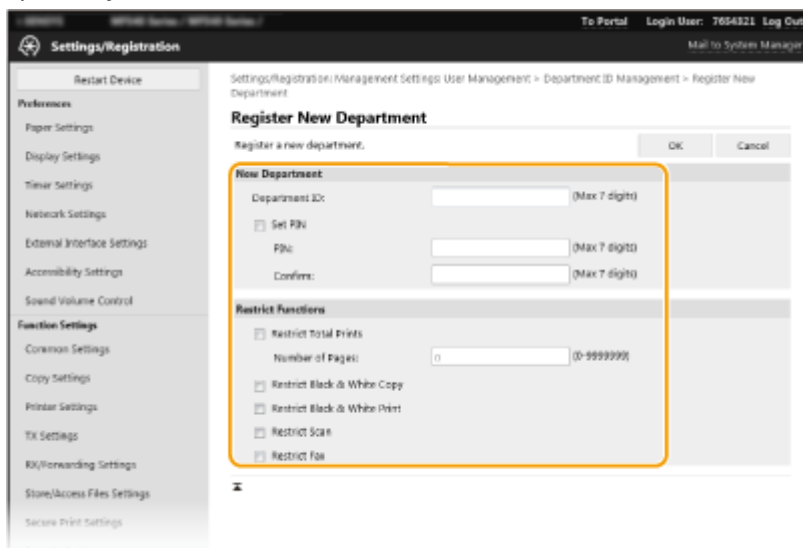 To Portal Login User: 7654321 Log Out
Settings/Registration
Mail to System Manager
Restart Device
Preferences
Paper Settings
Display Settings
Timer Settings
Network Settings
External Interface Settings
Accessibility Settings
Sound Volume Control
Function Settings
Common Settings
Copy Settings
Printer Settings
TX Settings
RX/Forwarding Settings
Store/Access Files Settings
Secure Print Settings
Settings/Registration: Management Settings: User Management > Department ID Management > Register New
Department
Register New Department
Register a new department.
OK Cancel
New Department
Department ID: (Max 7 digits)
Set PIN
PIN: (Max 7 digits)
Confirm: (Max 7 digits)
Restrict Functions
Restrict Total Prints
Number of Pages: 0 (0-9999999)
Restrict Black & White Copy
Restrict Black & White Print
Restrict Scan
Restrict Fax